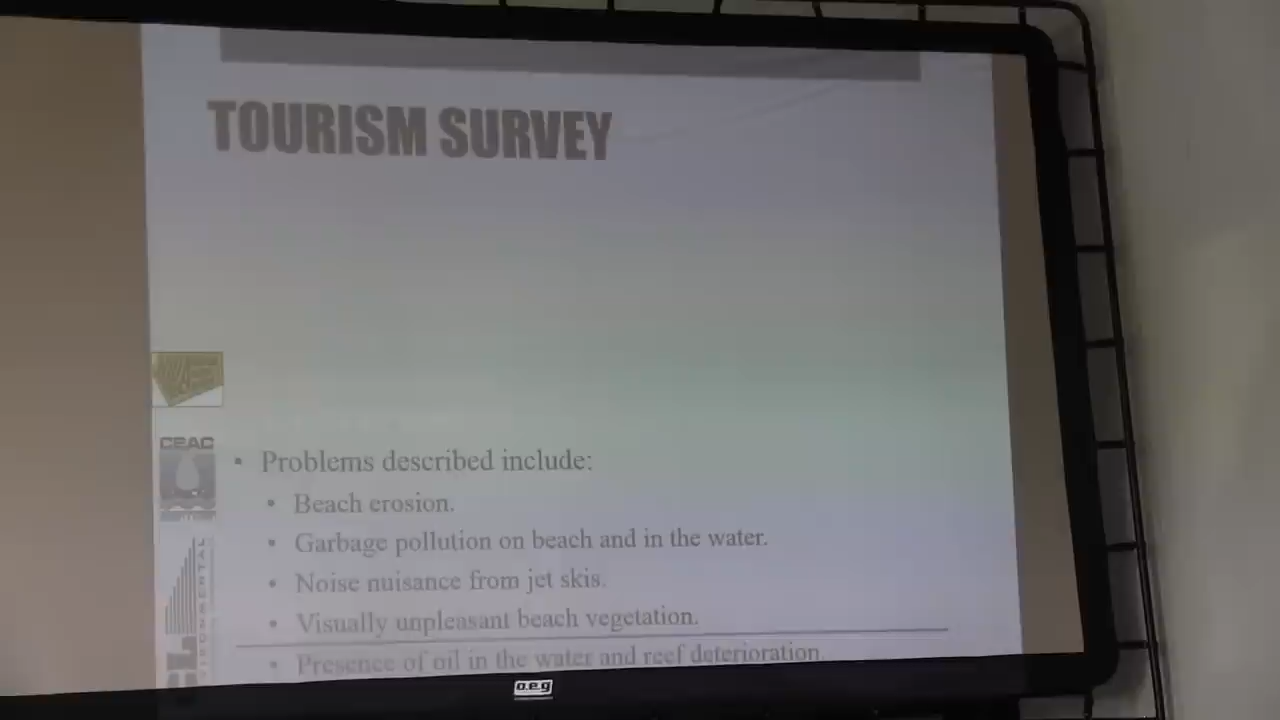 TOURISM SURVEY
CEAC
• Problems described include:
• Beach erosion.
• Garbage pollution on beach and in the water.
• Noise nuisance from jet skis.
• Visually unpleasant beach vegetation.
• Presence of oil in the water and reef deterioration.